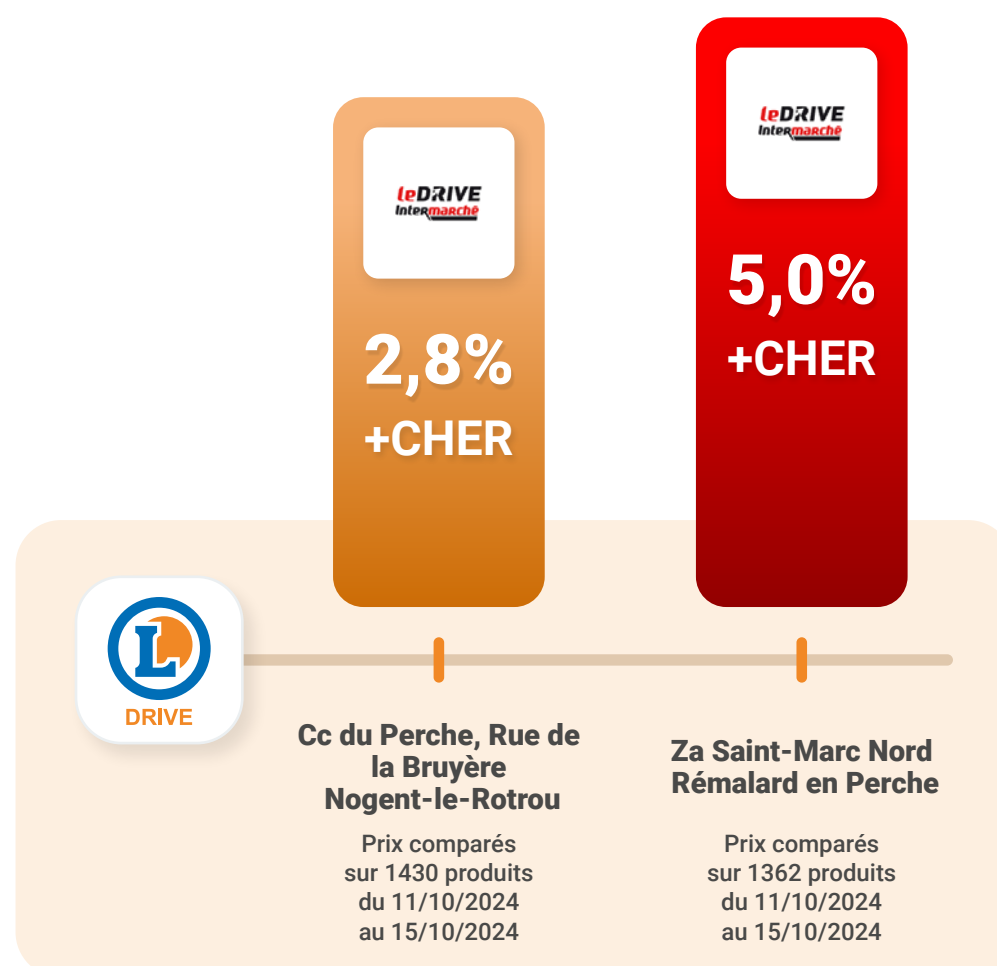 leDRIVE
Intermarché
2,8%
+CHER
leDRIVE
Intermarché
5,0%
+CHER
L
DRIVE
Cc du Perche, Rue de
la Bruyère
Nogent-le-Rotrou
Prix comparés
sur 1430 produits
du 11/10/2024
au 15/10/2024
Za Saint-Marc Nord
Rémalard en Perche
Prix comparés
sur 1362 produits
du 11/10/2024
au 15/10/2024